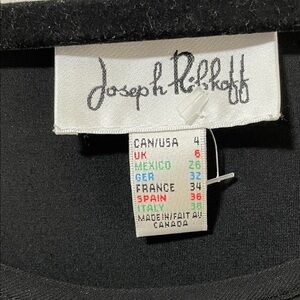 Joseph Ribkoff
CAN/USA 4
UK 6
MEXICO 26
GER 32
FRANCE 34
SPAIN 36
ITALY 38
MADE IN/FAIT AU
CANADA